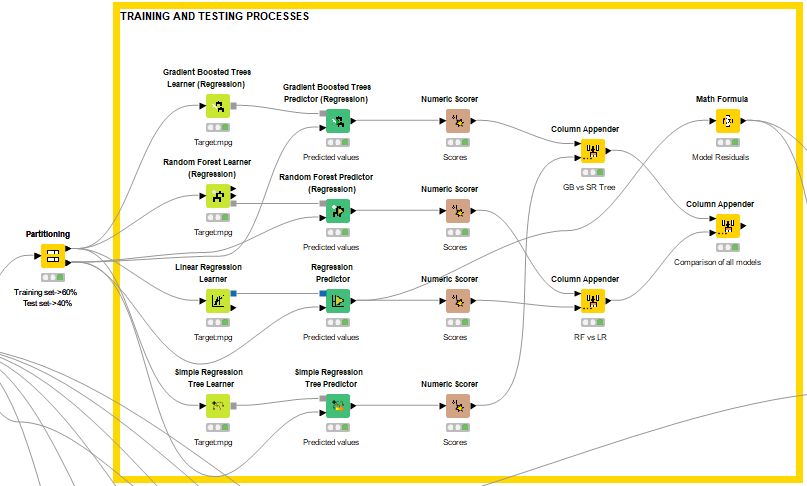 TRAINING AND TESTING PROCESSES
Gradient Boosted Trees
Learner (Regression)
Target:mpg
Gradient Boosted Trees
Predictor (Regression)
Predicted values
Numeric Scorer
Scores
Column Appender
GB vs SR Tree
Math Formula
Model Residuals
Random Forest Learner
(Regression)
Target:mpg
Random Forest Predictor
(Regression)
Predicted values
Numeric Scorer
Scores
Column Appender
Comparison of all models
Partitioning
Training set->60%
Test set->40%
Linear Regression
Learner
Target:mpg
Regression
Predictor
Predicted values
Numeric Scorer
Scores
Column Appender
RF vs LR
Simple Regression
Tree Learner
Target:mpg
Simple Regression
Tree Predictor
Predicted values
Numeric Scorer
Scores